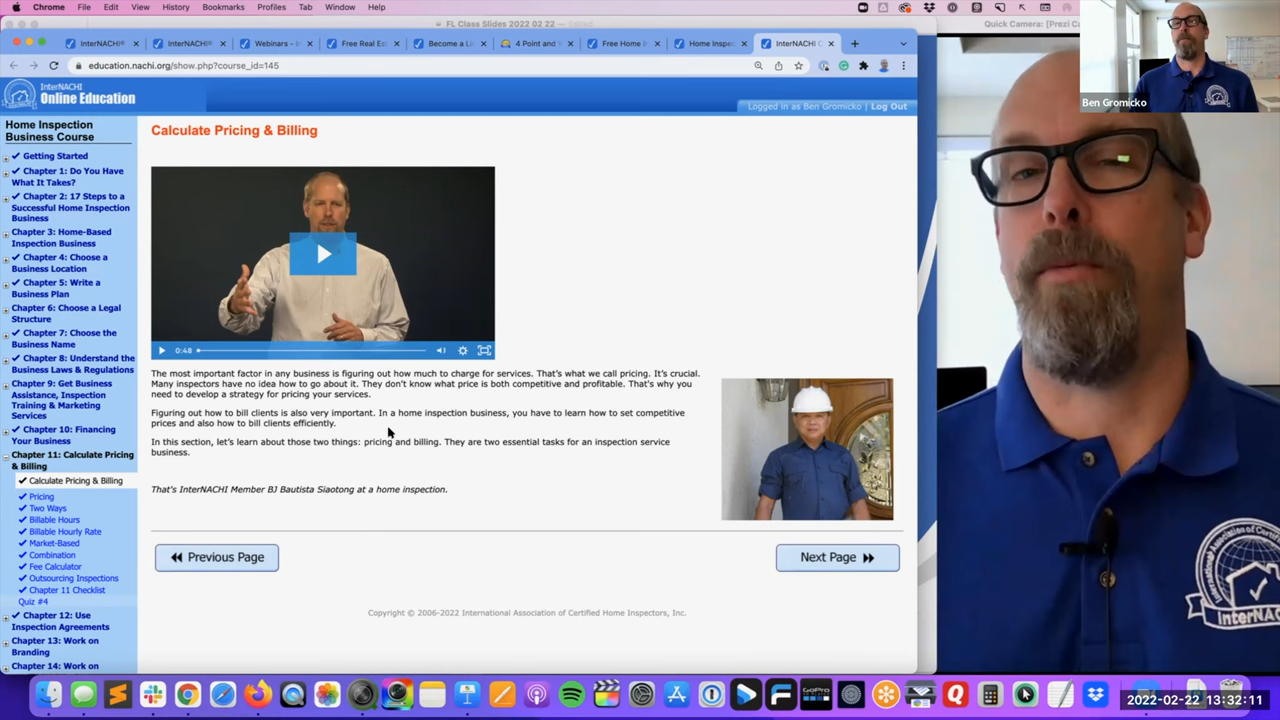 Chrome File Edit View History Bookmarks Profiles Tab Window Help
FL Class Slides 2022 02 22 — Edited
Quick Camera: [Prezi C
InterNACHI®
InterNACHI®
Webinars - I
Free Real E
Become a Li
4 Point and
Free Home I
Home Inspec
InterNACHI
education.nachi.org/show.php?course_id=145
Ben Gromicko
InterNACHI
Online Education
Logged in as Ben Gromicko | Log Out
Home Inspection
Business Course
Getting Started
Chapter 1: Do You Have
What It Takes?
Chapter 2: 17 Steps to a
Successful Home Inspection
Business
Chapter 3: Home-Based
Inspection Business
Chapter 4: Choose a
Business Location
Chapter 5: Write a
Business Plan
Chapter 6: Choose a Legal
Structure
Chapter 7: Choose the
Business Name
Chapter 8: Understand the
Business Laws & Regulations
Chapter 9: Get Business
Assistance, Inspection
Training & Marketing
Services
Chapter 10: Financing
Your Business
Chapter 11: Calculate Pricing
& Billing
Calculate Pricing & Billing
Pricing
Two Ways
Billable Hours
Billable Hourly Rate
Market-Based
Combination
Fee Calculator
Outsourcing Inspections
Chapter 11 Checklist
Quiz #4
Chapter 12: Use
Inspection Agreements
Chapter 13: Work on
Branding
Chapter 14: Work on
Calculate Pricing & Billing
0:48
The most important factor in any business is figuring out how much to charge for services. That's what we call pricing. It's crucial.
Many inspectors have no idea how to go about it. They don't know what price is both competitive and profitable. That's why you
need to develop a strategy for pricing your services.
Figuring out how to bill clients is also very important. In a home inspection business, you have to learn how to set competitive
prices and also how to bill clients efficiently.
In this section, let's learn about those two things: pricing and billing. They are two essential tasks for an inspection service
business.
That's InterNACHI Member BJ Bautista Siaotong at a home inspection.
Previous Page
Next Page
Copyright © 2006-2022 International Association of Certified Home Inspectors, Inc.
International Association of Certifi
InterNACHI
GoPro
2022-02-22 13:32:11